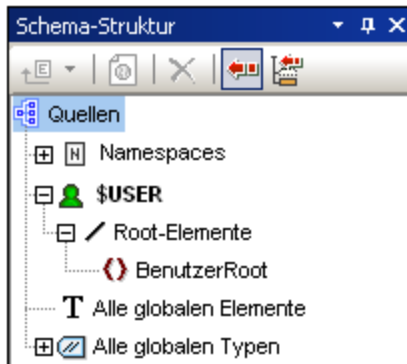 Schema-Struktur
Quellen
Namespaces
$USER
Root-Elemente
BenutzerRoot
Alle globalen Elemente
Alle globalen Typen